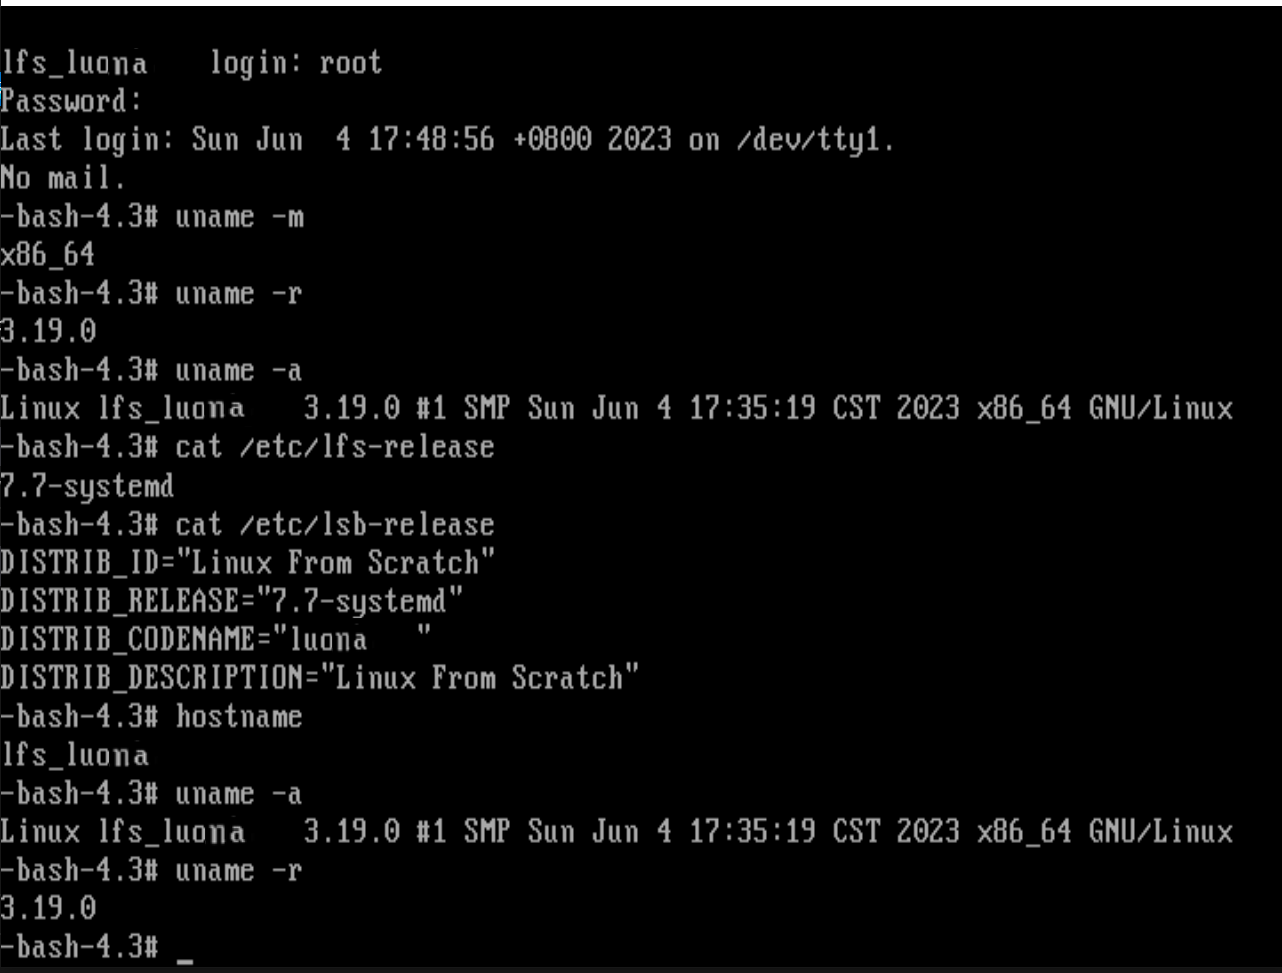 lfs_luona login: root
Password:
Last login: Sun Jun  4 17:48:56 +0800 2023 on /dev/tty1.
No mail.
-bash-4.3# uname -m
x86_64
-bash-4.3# uname -r
3.19.0
-bash-4.3# uname -a
Linux lfs_luona 3.19.0 #1 SMP Sun Jun 4 17:35:19 CST 2023 x86_64 GNU/Linux
-bash-4.3# cat /etc/lfs-release
7.7-systemd
-bash-4.3# cat /etc/lsb-release
DISTRIB_ID="Linux From Scratch"
DISTRIB_RELEASE="7.7-systemd"
DISTRIB_CODENAME="luona   "
DISTRIB_DESCRIPTION="Linux From Scratch"
-bash-4.3# hostname
lfs_luona
-bash-4.3# uname -a
Linux lfs_luona 3.19.0 #1 SMP Sun Jun 4 17:35:19 CST 2023 x86_64 GNU/Linux
-bash-4.3# uname -r
3.19.0
-bash-4.3# _